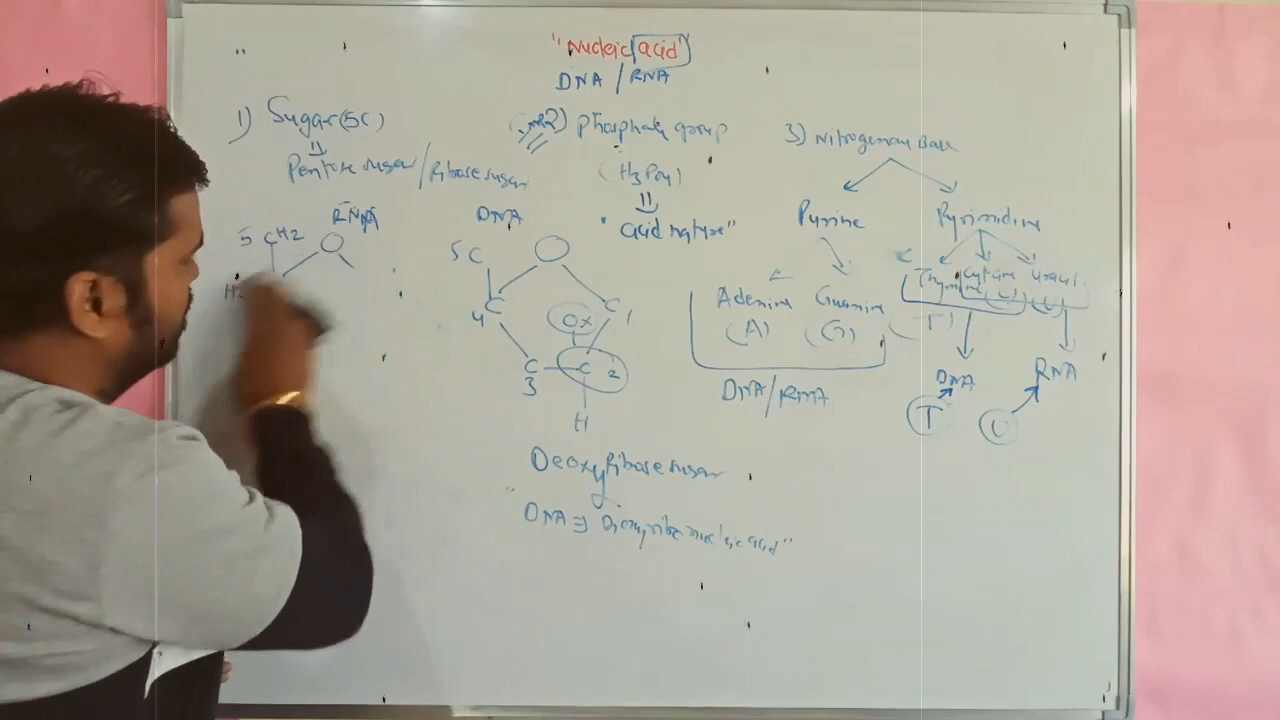 "Nucleic acid"
DNA / RNA
1) Sugar (5C)
Pentose sugar / Ribose sugar
2) Phosphate group
(H3PO4)
acid nature"
3) Nitrogenous Base
Purine
Pyrimidine
Adenine
(A)
Guanine
(G)
DNA/RNA
Thymine
(T)
Cytosine
(C)
Uracil
(U)
DNA
RNA
T
U
RNA
5 CH2
O
H
DNA
5 C
O
4 C
C 1
OX
C 3
C 2
H
Deoxyribose sugar
DNA ⇒ Deoxyribo nucleic acid"